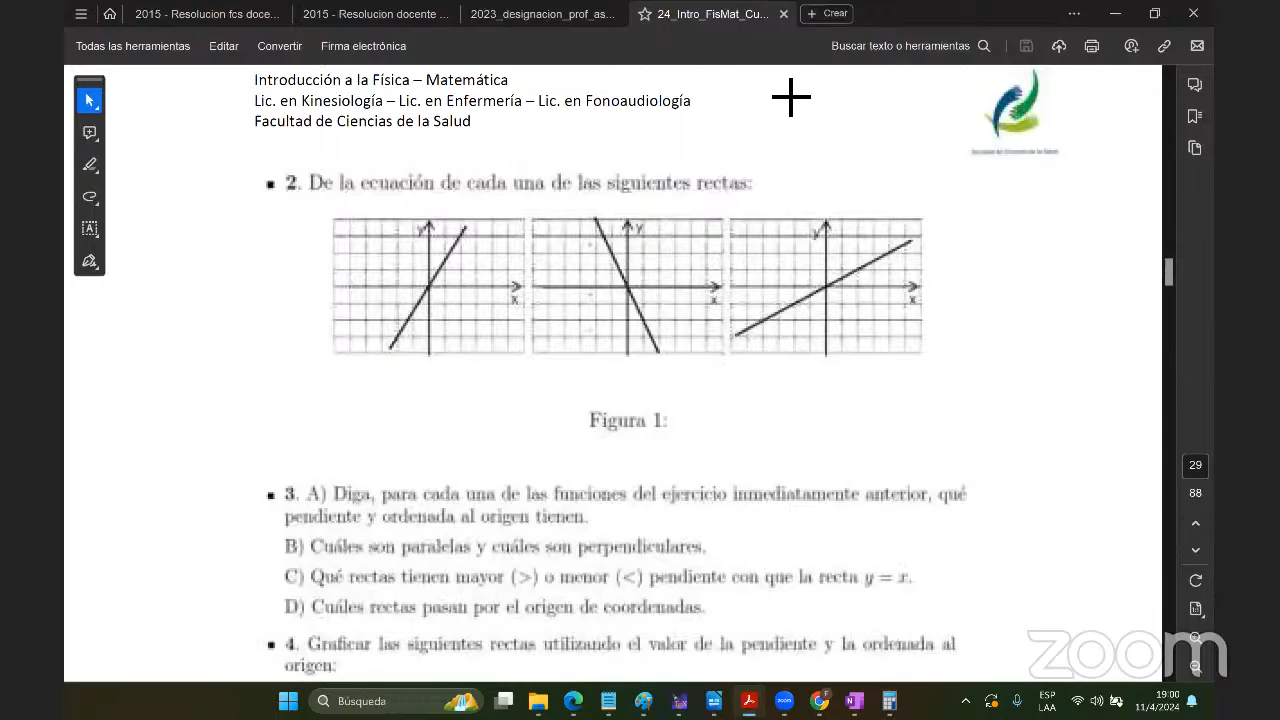 2015 - Resolucion fcs doce...
2015 - Resolucion docente ...
2023_designacion_prof_as...
24_Intro_FisMat_Cu...
Crear
Todas las herramientas
Editar
Convertir
Firma electrónica
Buscar texto o herramientas
Introducción a la Física – Matemática
Lic. en Kinesiología – Lic. en Enfermería – Lic. en Fonoaudiología
Facultad de Ciencias de la Salud
2. De la ecuación de cada una de las siguientes rectas:
y x
y x
y x
Figura 1:
3. A) Diga, para cada una de las funciones del ejercicio inmediatamente anterior, qué
pendiente y ordenada al origen tienen.
B) Cuáles son paralelas y cuáles son perpendiculares.
C) Qué rectas tienen mayor (>) o menor (<) pendiente con que la recta y = x.
D) Cuáles rectas pasan por el origen de coordenadas.
4. Graficar las siguientes rectas utilizando el valor de la pendiente y la ordenada al
origen:
29
88
zoom
Búsqueda
ESP
LAA
19:00
11/4/2024